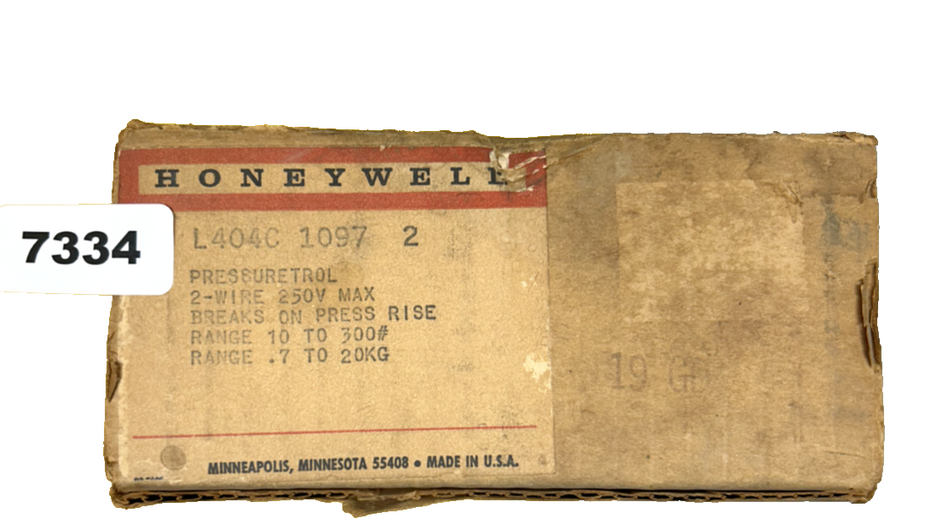 HONEYWELL
7334
L404C 1097 2
PRESSURETROL
2-WIRE 250V MAX
BREAKS ON PRESS RISE
RANGE 10 TO 300#
RANGE .7 TO 20KG
19
MINNEAPOLIS, MINNESOTA 55408 • MADE IN U.S.A.